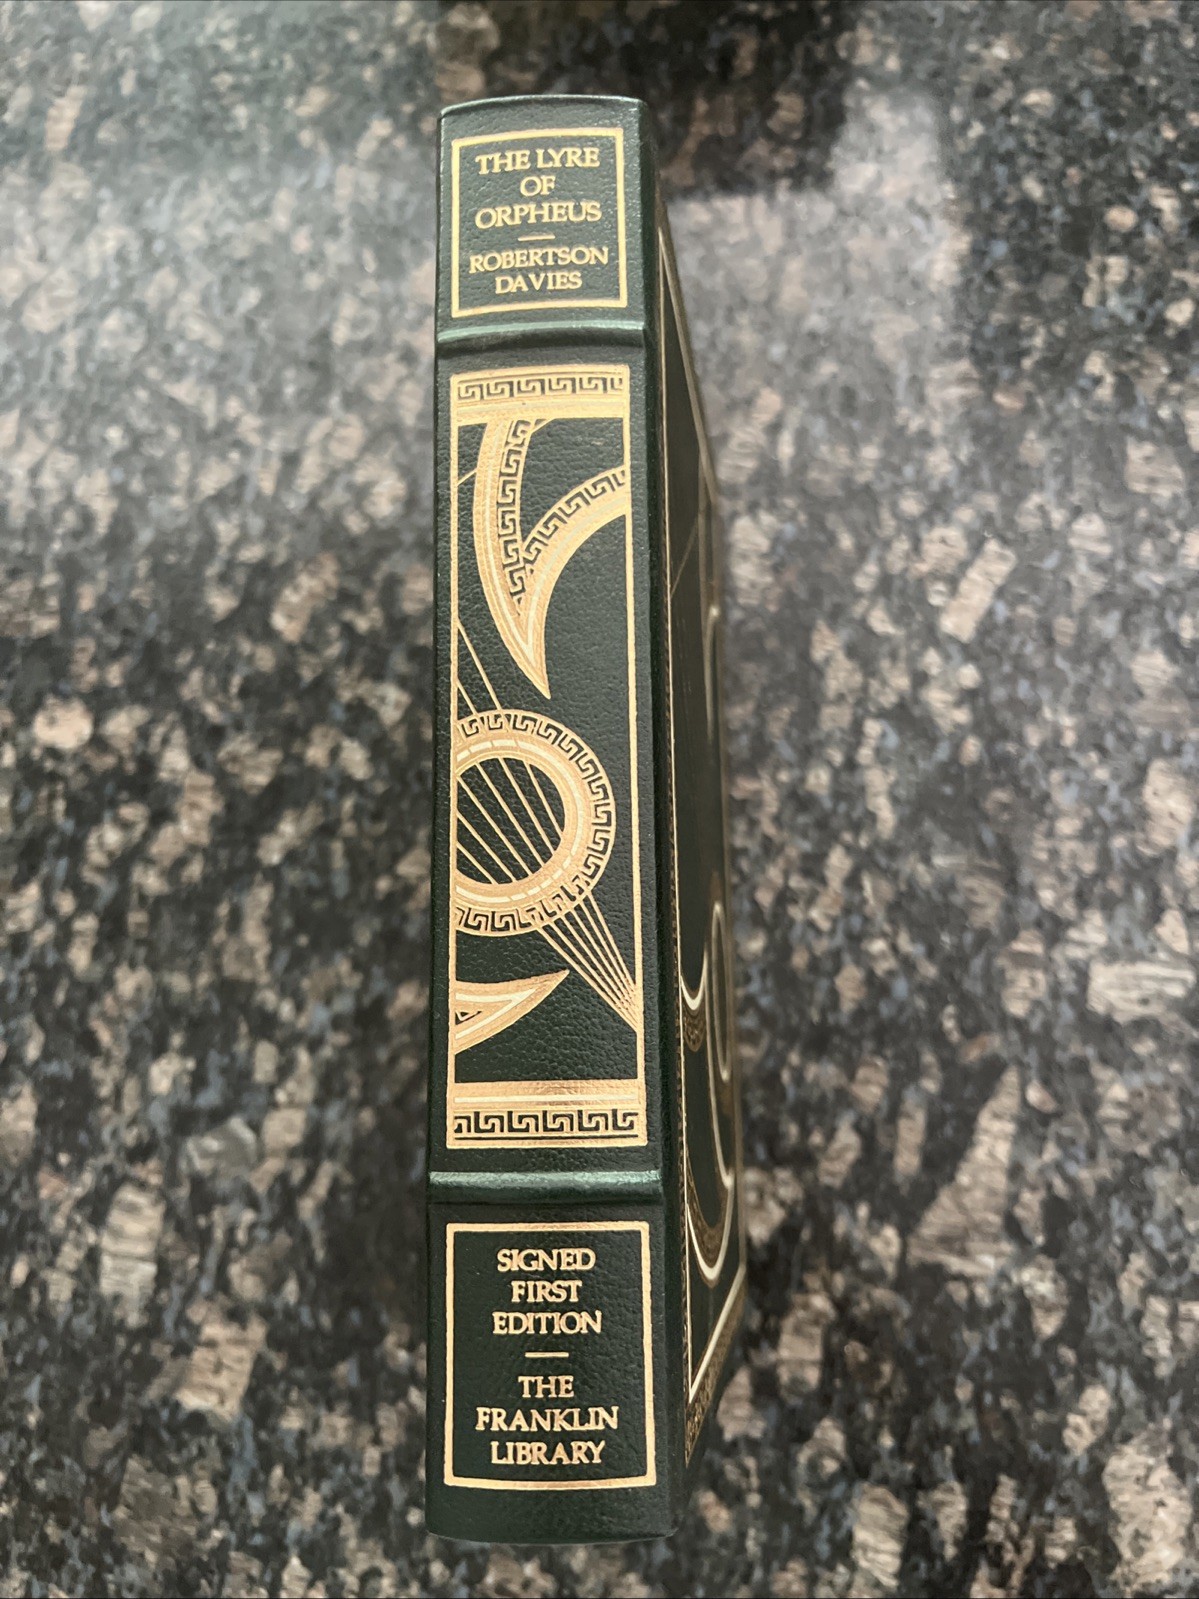 THE LYRE
OF
ORPHEUS
ROBERTSON
DAVIES
SIGNED
FIRST
EDITION
THE
FRANKLIN
LIBRARY